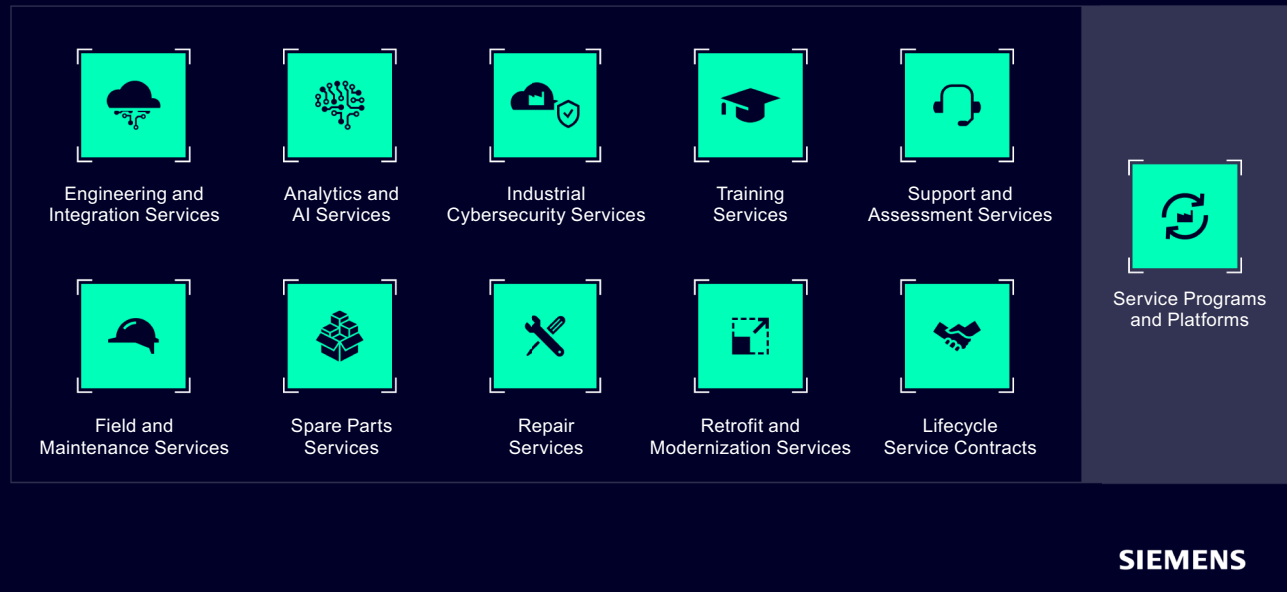 Engineering and
Integration Services
Analytics and
AI Services
Industrial
Cybersecurity Services
Training
Services
Support and
Assessment Services
Field and
Maintenance Services
Spare Parts
Services
Repair
Services
Retrofit and
Modernization Services
Lifecycle
Service Contracts
Service Programs
and Platforms
SIEMENS